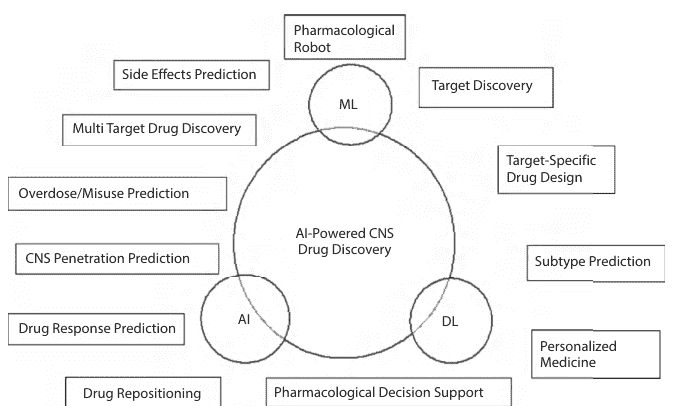 Pharmacological
Robot
Side Effects Prediction
ML
Target Discovery
Multi Target Drug Discovery
Target-Specific
Drug Design
Overdose/Misuse Prediction
AI-Powered CNS
Drug Discovery
CNS Penetration Prediction
Subtype Prediction
Drug Response Prediction
AI
DL
Personalized
Medicine
Drug Repositioning
Pharmacological Decision Support